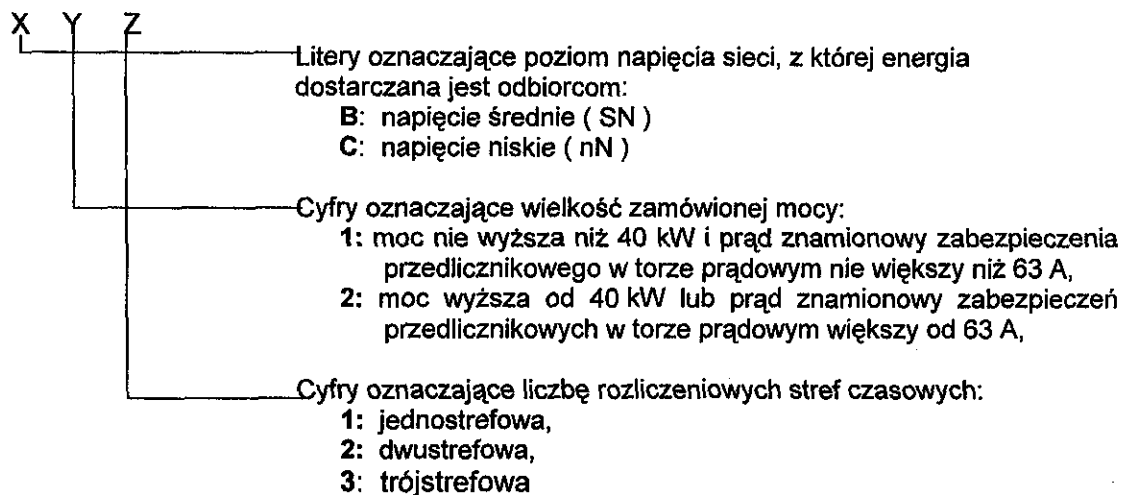 X Y Z
Litery oznaczające poziom napięcia sieci, z której energia
dostarczana jest odbiorcom:
B: napięcie średnie ( SN )
C: napięcie niskie ( nN )
Cyfry oznaczające wielkość zamówionej mocy:
1: moc nie wyższa niż 40 kW i prąd znamionowy zabezpieczenia
przedlicznikowego w torze prądowym nie większy niż 63 A,
2: moc wyższa od 40 kW lub prąd znamionowy zabezpieczeń
przedlicznikowych w torze prądowym większy od 63 A,
Cyfry oznaczające liczbę rozliczeniowych stref czasowych:
1: jednostrefowa,
2: dwustrefowa,
3: trójstrefowa